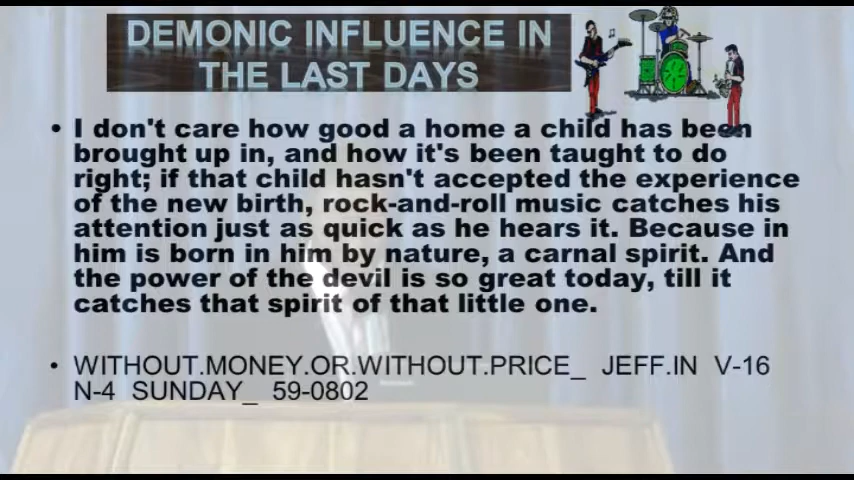 DEMONIC INFLUENCE IN
THE LAST DAYS
• I don't care how good a home a child has been
brought up in, and how it's been taught to do
right; if that child hasn't accepted the experience
of the new birth, rock-and-roll music catches his
attention just as quick as he hears it. Because in
him is born in him by nature, a carnal spirit. And
the power of the devil is so great today, till it
catches that spirit of that little one.
• WITHOUT.MONEY.OR.WITHOUT.PRICE_ JEFF.IN V-16
N-4 SUNDAY_ 59-0802